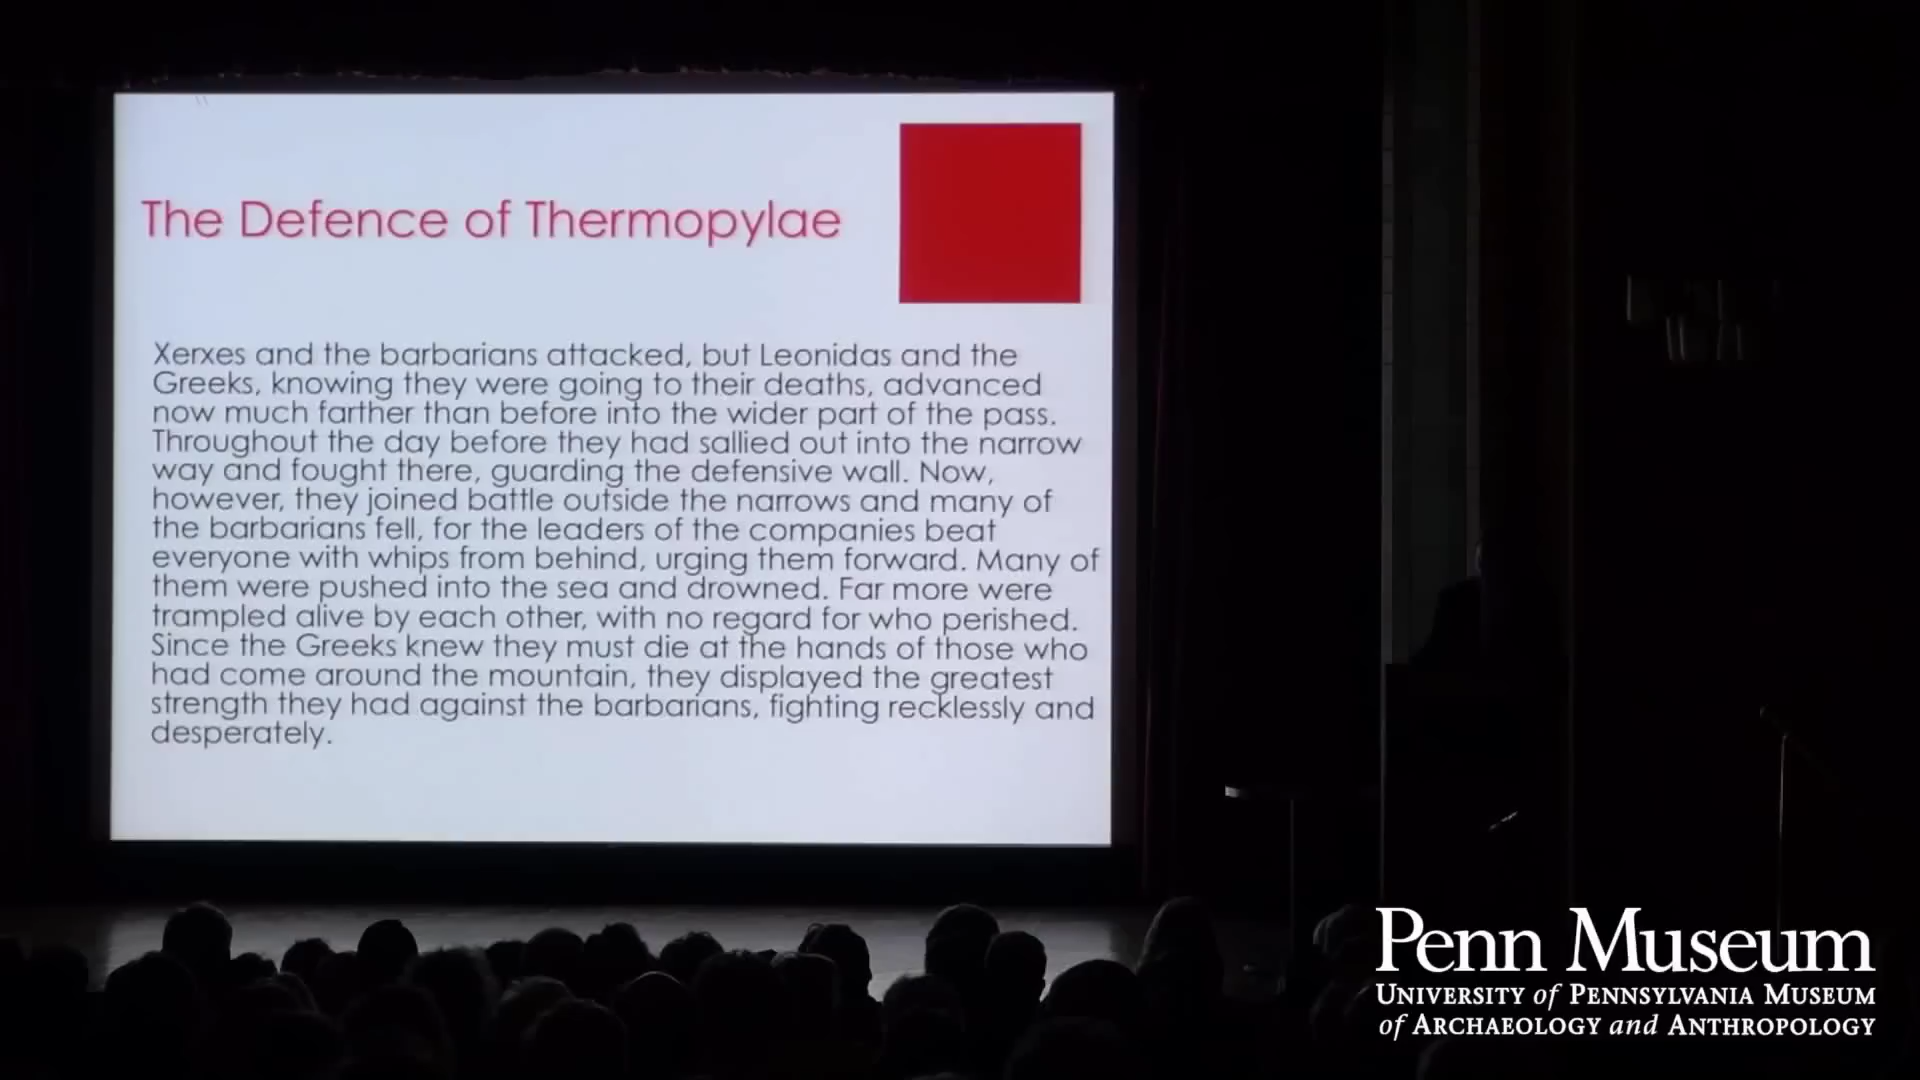 The Defence of Thermopylae
Xerxes and the barbarians attacked, but Leonidas and the
Greeks, knowing they were going to their deaths, advanced
now much farther than before into the wider part of the pass.
Throughout the day before they had sallied out into the narrow
way and fought there, guarding the defensive wall. Now,
however, they joined battle outside the narrows and many of
the barbarians fell, for the leaders of the companies beat
everyone with whips from behind, urging them forward. Many of
them were pushed into the sea and drowned. Far more were
trampled alive by each other, with no regard for who perished.
Since the Greeks knew they must die at the hands of those who
had come around the mountain, they displayed the greatest
strength they had against the barbarians, fighting recklessly and
desperately.
Penn Museum
University of Pennsylvania Museum
of Archaeology and Anthropology